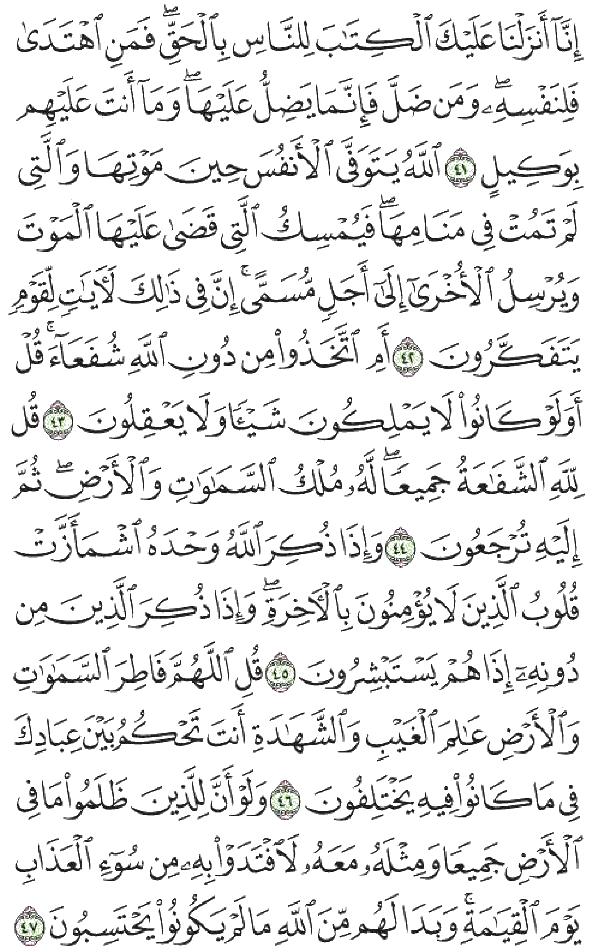 إِنَّآ أَنزَلْنَا عَلَيْكَ ٱلْكِتَٰبَ لِلنَّاسِ بِٱلْحَقِّۖ فَمَنِ ٱهْتَدَىٰ
فَلِنَفْسِهِۦۖ وَمَن ضَلَّ فَإِنَّمَا يَضِلُّ عَلَيْهَاۖ وَمَآ أَنتَ عَلَيْهِم
بِوَكِيلٍ ٤١ ٱللَّهُ يَتَوَفَّى ٱلْأَنفُسَ حِينَ مَوْتِهَا وَٱلَّتِى
لَمْ تَمُتْ فِى مَنَامِهَاۖ فَيُمْسِكُ ٱلَّتِى قَضَىٰ عَلَيْهَا ٱلْمَوْتَ
وَيُرْسِلُ ٱلْأُخْرَىٰٓ إِلَىٰٓ أَجَلٍ مُّسَمًّىۚ إِنَّ فِى ذَٰلِكَ لَءَايَٰتٍ لِّقَوْمٍ
يَتَفَكَّرُونَ ٤٢ أَمِ ٱتَّخَذُوا۟ مِن دُونِ ٱللَّهِ شُفَعَآءَۚ قُلْ
أَوَلَوْ كَانُوا۟ لَا يَمْلِكُونَ شَيْـًٔا وَلَا يَعْقِلُونَ ٤٣ قُل
لِّلَّهِ ٱلشَّفَٰعَةُ جَمِيعًاۖ لَّهُۥ مُلْكُ ٱلسَّمَٰوَٰتِ وَٱلْأَرْضِۖ ثُمَّ
إِلَيْهِ تُرْجَعُونَ ٤٤ وَإِذَا ذُكِرَ ٱللَّهُ وَحْدَهُ ٱشْمَأَزَّتْ
قُلُوبُ ٱلَّذِينَ لَا يُؤْمِنُونَ بِٱلْءَاخِرَةِۖ وَإِذَا ذُكِرَ ٱلَّذِينَ مِن
دُونِهِۦٓ إِذَا هُمْ يَسْتَبْشِرُونَ ٤٥ قُلِ ٱللَّهُمَّ فَاطِرَ ٱلسَّمَٰوَٰتِ
وَٱلْأَرْضِ عَٰلِمَ ٱلْغَيْبِ وَٱلشَّهَٰدَةِ أَنتَ تَحْكُمُ بَيْنَ عِبَادِكَ
فِى مَا كَانُوا۟ فِيهِ يَخْتَلِفُونَ ٤٦ وَلَوْ أَنَّ لِلَّذِينَ ظَلَمُوا۟ مَا فِى
ٱلْأَرْضِ جَمِيعًا وَمِثْلَهُۥ مَعَهُۥ لَٱفْتَدَوْا۟ بِهِۦ مِن سُوٓءِ ٱلْعَذَابِ
يَوْمَ ٱلْقِيَٰمَةِۚ وَبَدَا لَهُم مِّنَ ٱللَّهِ مَا لَمْ يَكُونُوا۟ يَحْتَسِبُونَ ٤٧